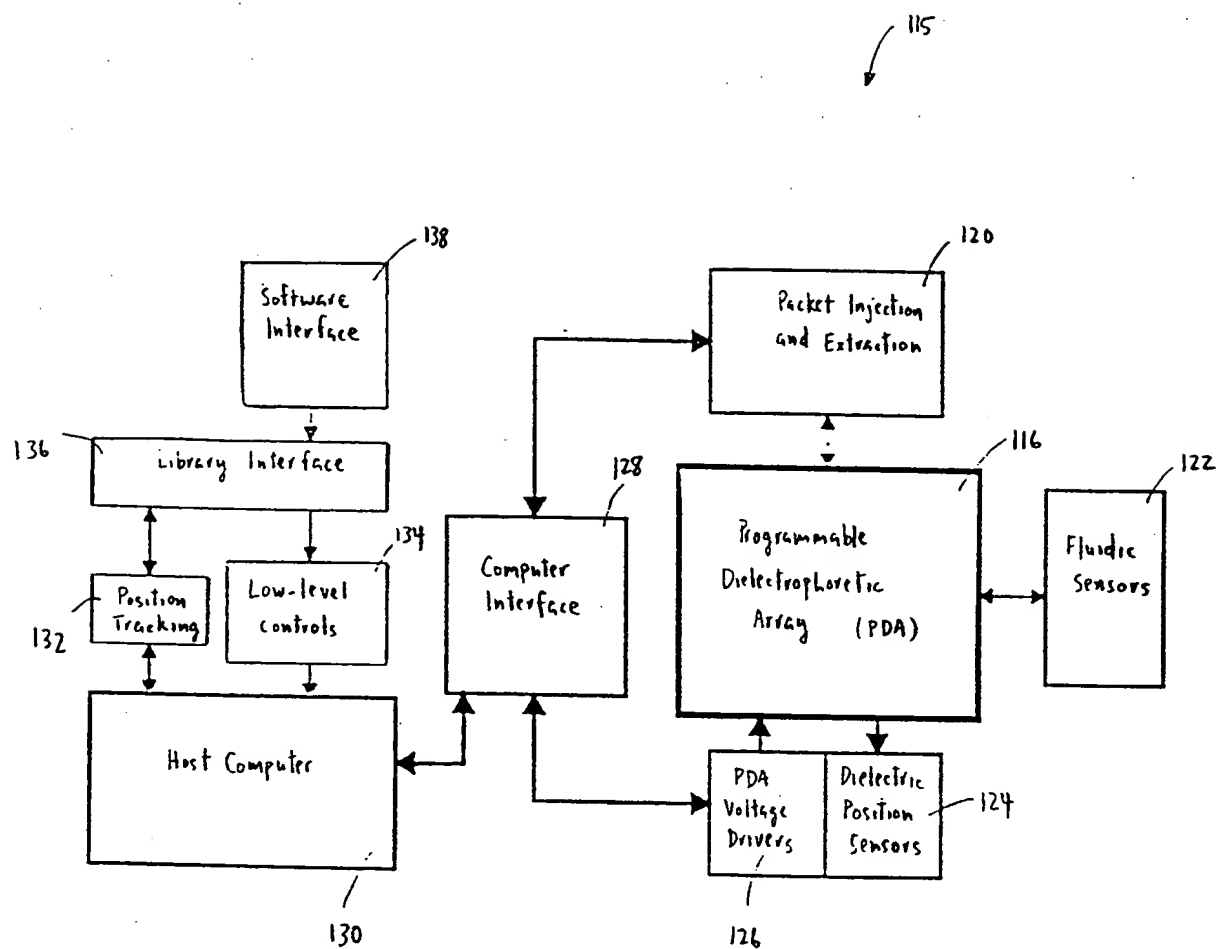 115
138
Software
Interface
120
Packet Injection
and Extraction
136
Library Interface
116
122
128
134
Computer
Interface
Programmable
Dielectrophoretic
Array (PDA)
Fluidic
Sensors
Position
Tracking
132
Low-level
controls
Host Computer
PDA
Voltage
Drivers
Dielectric
Position
Sensors
124
130
126